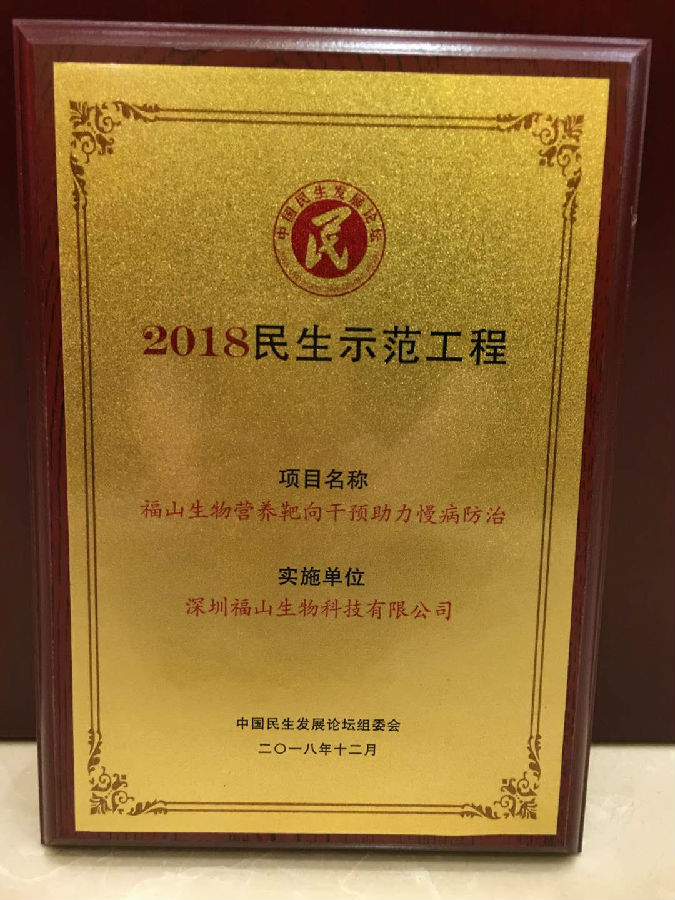 中国民生发展论坛
民
2018民生示范工程
项目名称
福山生物营养靶向干预助力慢病防治
实施单位
深圳福山生物科技有限公司
中国民生发展论坛组委会
二〇一八年十二月